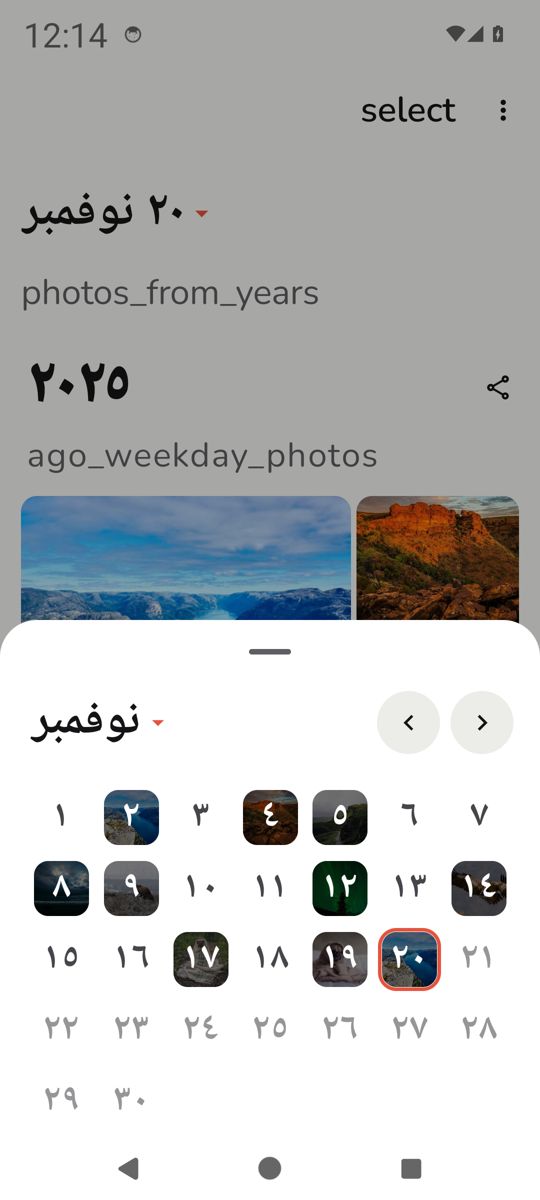 12:14
select
٢٠ نوفمبر
photos_from_years
٢٠٢٥
ago_weekday_photos
نوفمبر
١ ٢ ٣ ٤ ٥ ٦ ٧
٨ ٩ ١٠ ١١ ١٢ ١٣ ١٤
١٥ ١٦ ١٧ ١٨ ١٩ ٢٠ ٢١
٢٢ ٢٣ ٢٤ ٢٥ ٢٦ ٢٧ ٢٨
٢٩ ٣٠